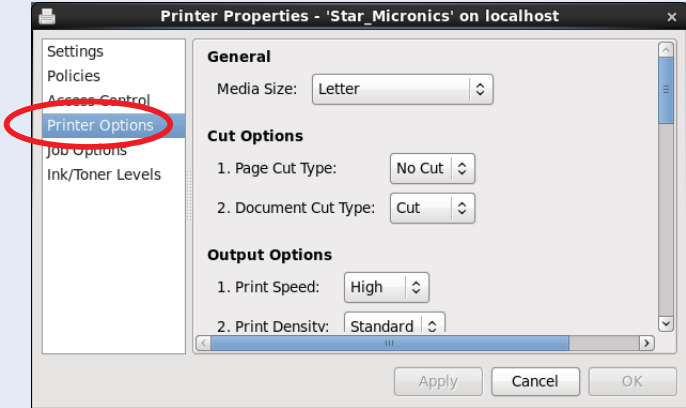 Printer Properties - 'Star_Micronics' on localhost
Settings
Policies
Access Control
Printer Options
Job Options
Ink/Toner Levels
General
Media Size: Letter
Cut Options
1. Page Cut Type: No Cut
2. Document Cut Type: Cut
Output Options
1. Print Speed: High
2. Print Density: Standard
Apply Cancel OK